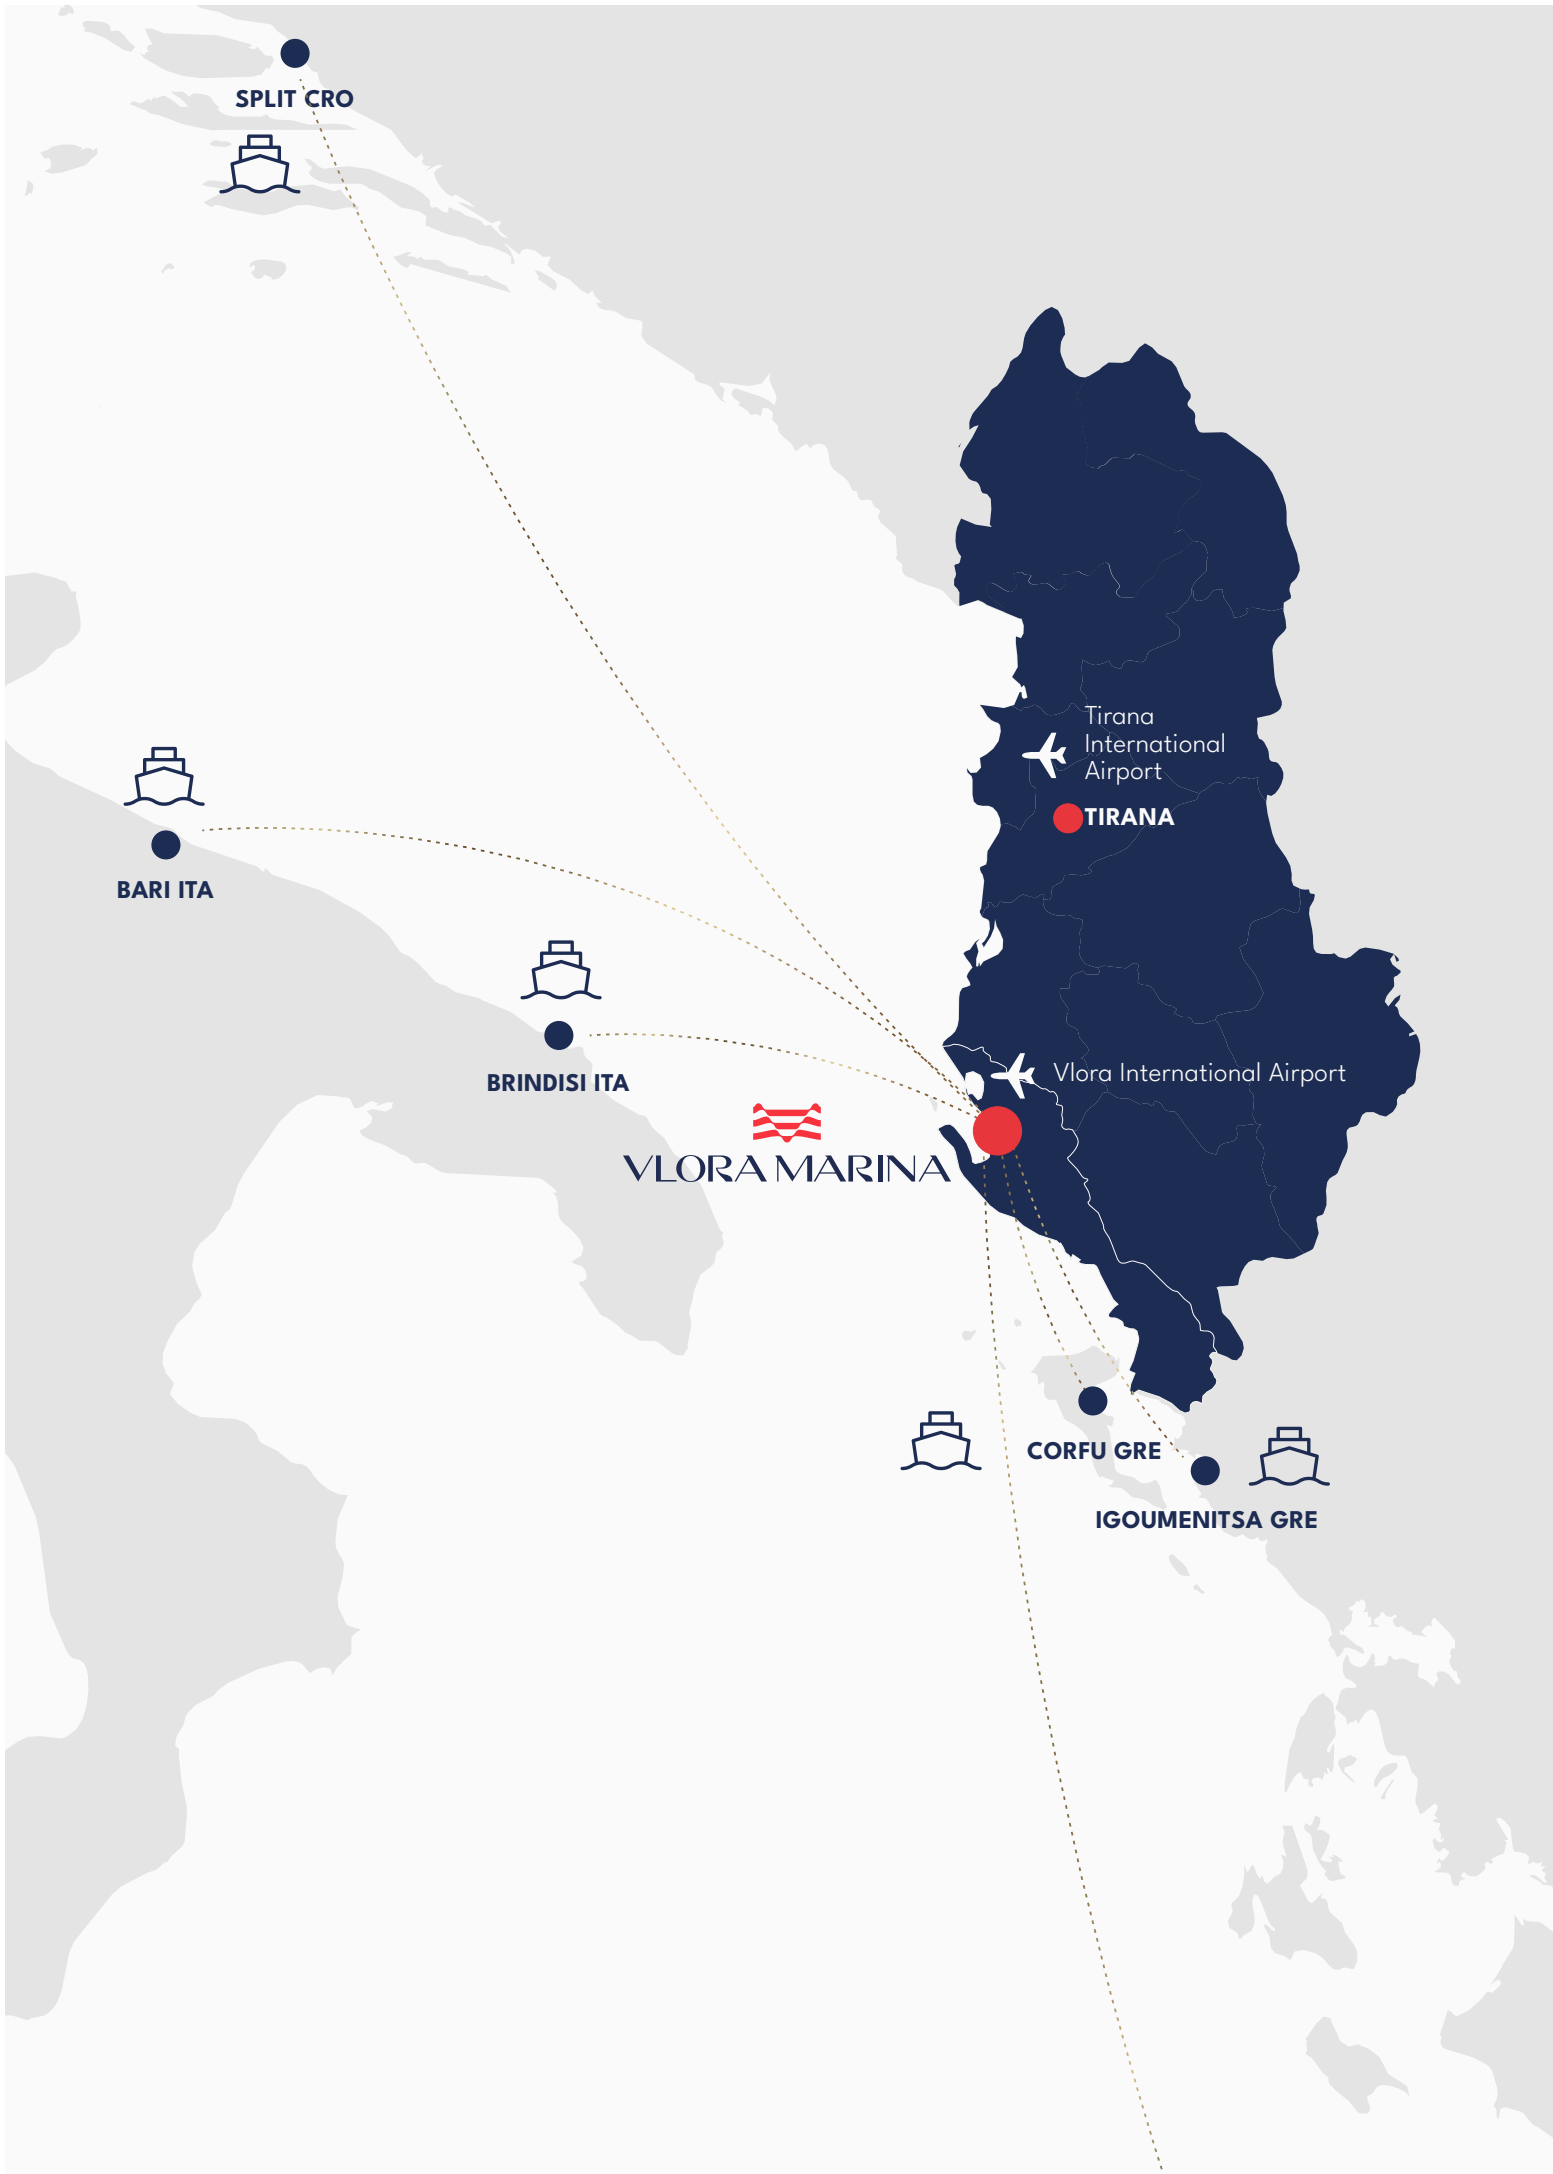 SPLIT CRO
Tirana
International
Airport
TIRANA
BARI ITA
BRINDISI ITA
Vlora International Airport
VLORA MARINA
CORFU GRE
IGOUMENITSA GRE